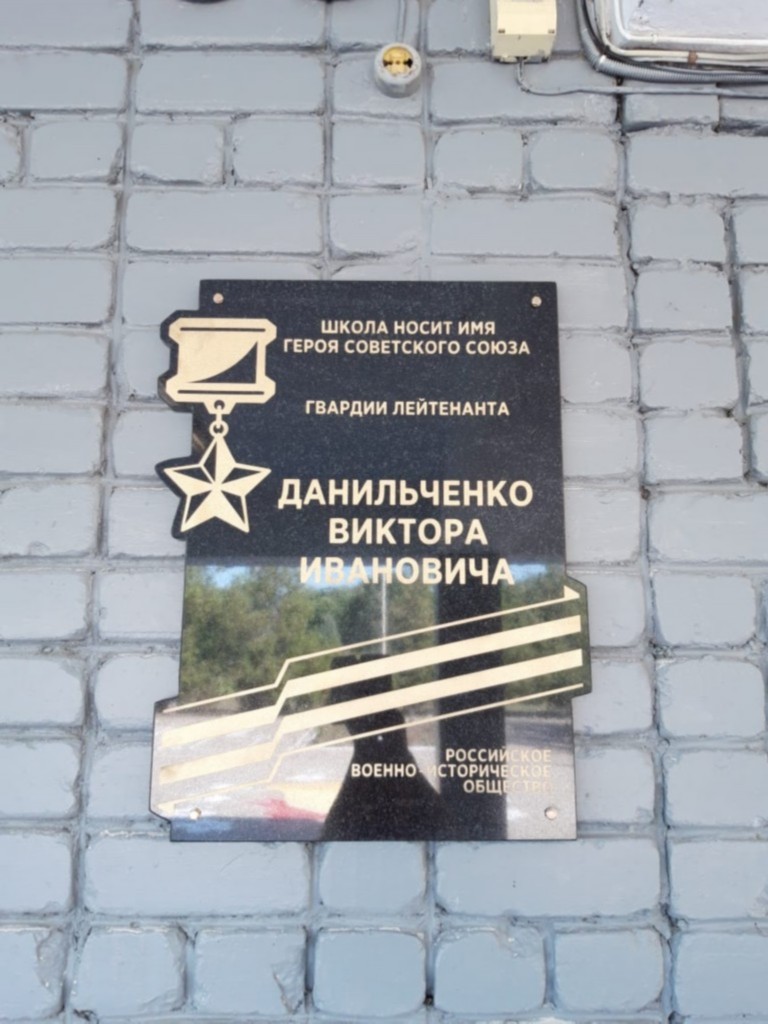 ШКОЛА НОСИТ ИМЯ
ГЕРОЯ СОВЕТСКОГО СОЮЗА
ГВАРДИИ ЛЕЙТЕНАНТА
ДАНИЛЬЧЕНКО
ВИКТОРА
ИВАНОВИЧА
РОССИЙСКОЕ
ВОЕННО-ИСТОРИЧЕСКОЕ
ОБЩЕСТВО